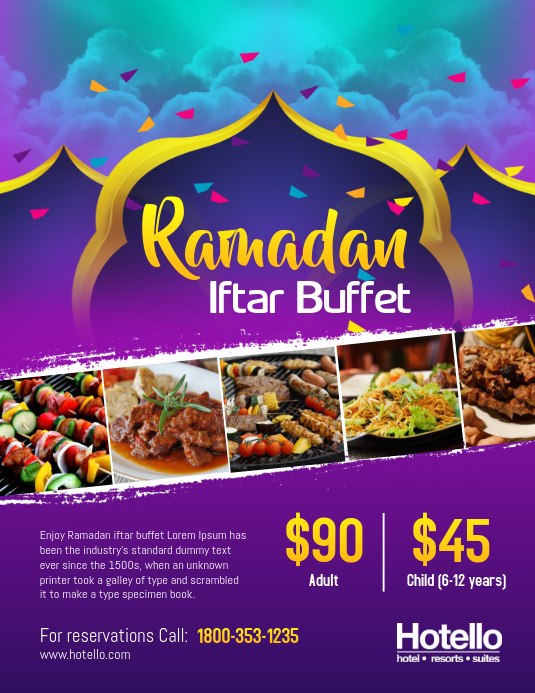 Ramadan
Iftar Buffet
Enjoy Ramadan iftar buffet Lorem Ipsum has
been the industry's standard dummy text
ever since the 1500s, when an unknown
printer took a galley of type and scrambled
it to make a type specimen book.
$90
Adult
$45
Child (6-12 years)
For reservations Call: 1800-353-1235
www.hotello.com
Hotello
hotel • resorts • suites